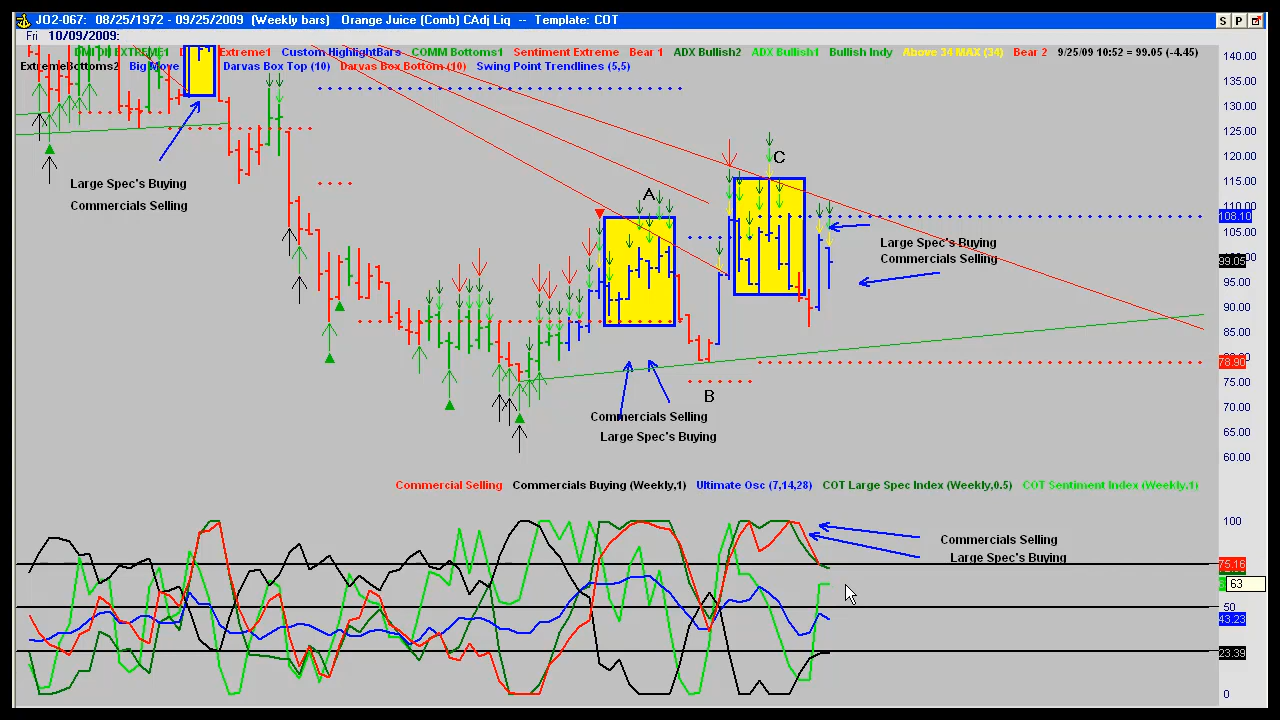 JO2-067: 08/25/1972 - 09/25/2009 (Weekly bars) Orange Juice (Comb) CAdj Liq -- Template: COT
S P
Fri 10/09/2009:
DMI DII EXTREME1 Extreme1 Custom HighlightBars COMM Bottoms1 Sentiment Extreme Bear 1 ADX Bullish2 ADX Bullish1 Bullish Indy Above 34 MAX (34) Bear 2 9/25/09 10:52 = 99.05 (-4.45)
ExtremeBottoms2 Big Move Darvas Box Top (10) Darvas Box Bottom (10) Swing Point Trendlines (5,5)
140.00
135.00
130.00
125.00
120.00
115.00
110.00
108.10
105.00
99.05
95.00
90.00
85.00
78.90
75.00
70.00
65.00
60.00
Large Spec's Buying
Commercials Selling
A
C
Large Spec's Buying
Commercials Selling
B
Commercials Selling
Large Spec's Buying
Commercial Selling Commercials Buying (Weekly,1) Ultimate Osc (7,14,28) COT Large Spec Index (Weekly,0.5) COT Sentiment Index (Weekly,1)
Commercials Selling
Large Spec's Buying
100
75.16
63
50
43.23
23.39
0